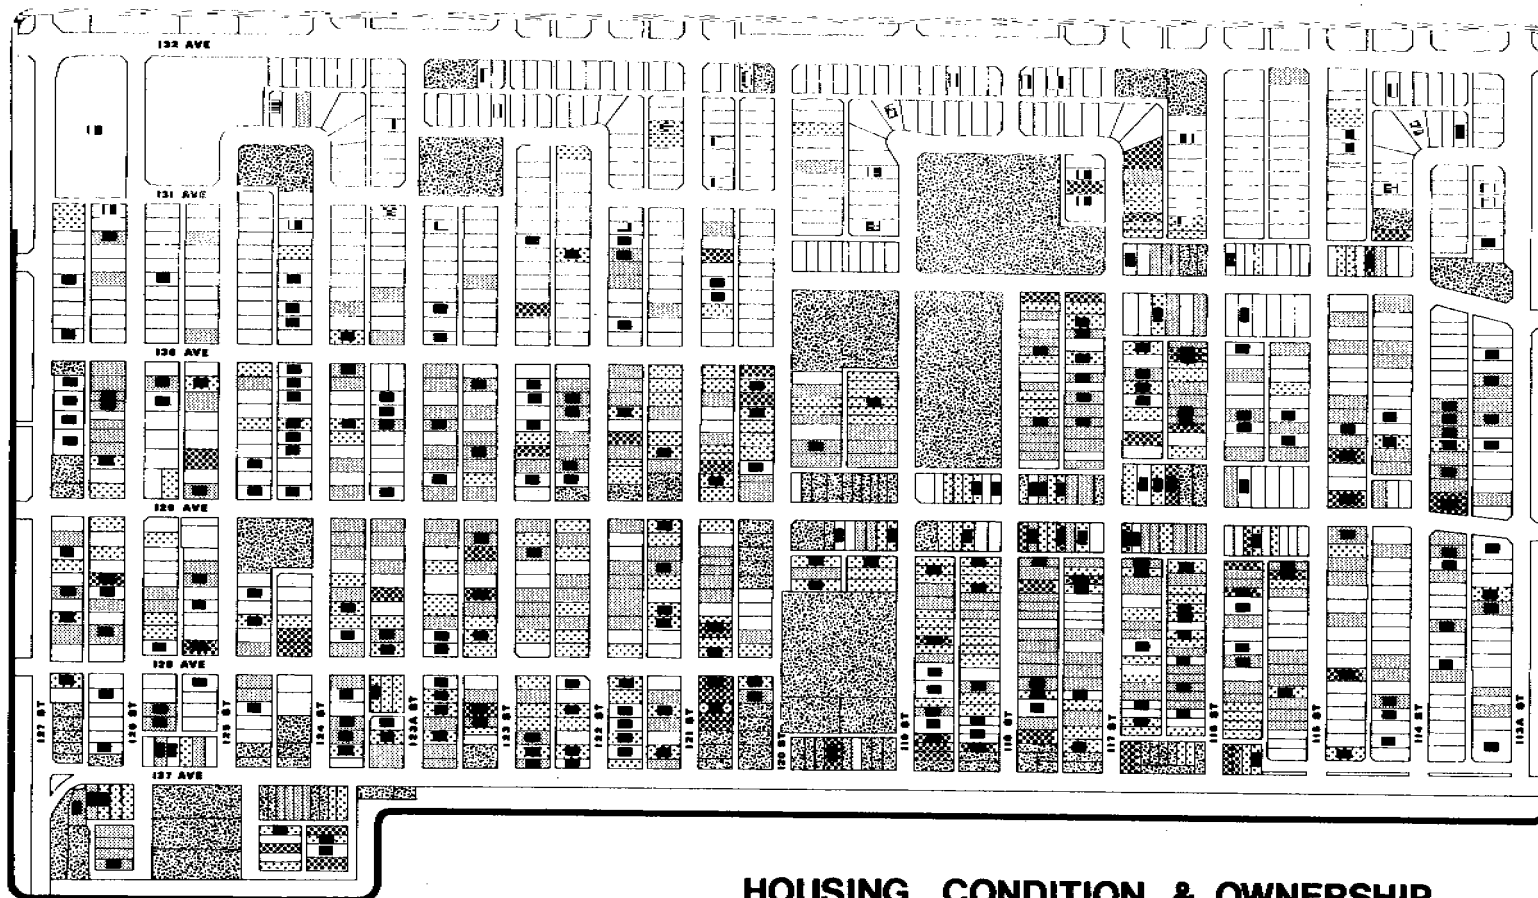 132 AVE
131 AVE
130 AVE
129 AVE
128 AVE
127 ST
126 ST
125 ST
124 ST
123A ST
123 ST
122 ST
121 ST
120 ST
119 ST
118 ST
117 ST
116 ST
115 ST
114 ST
113A ST
127 AVE
HOUSING CONDITION & OWNERSHIP